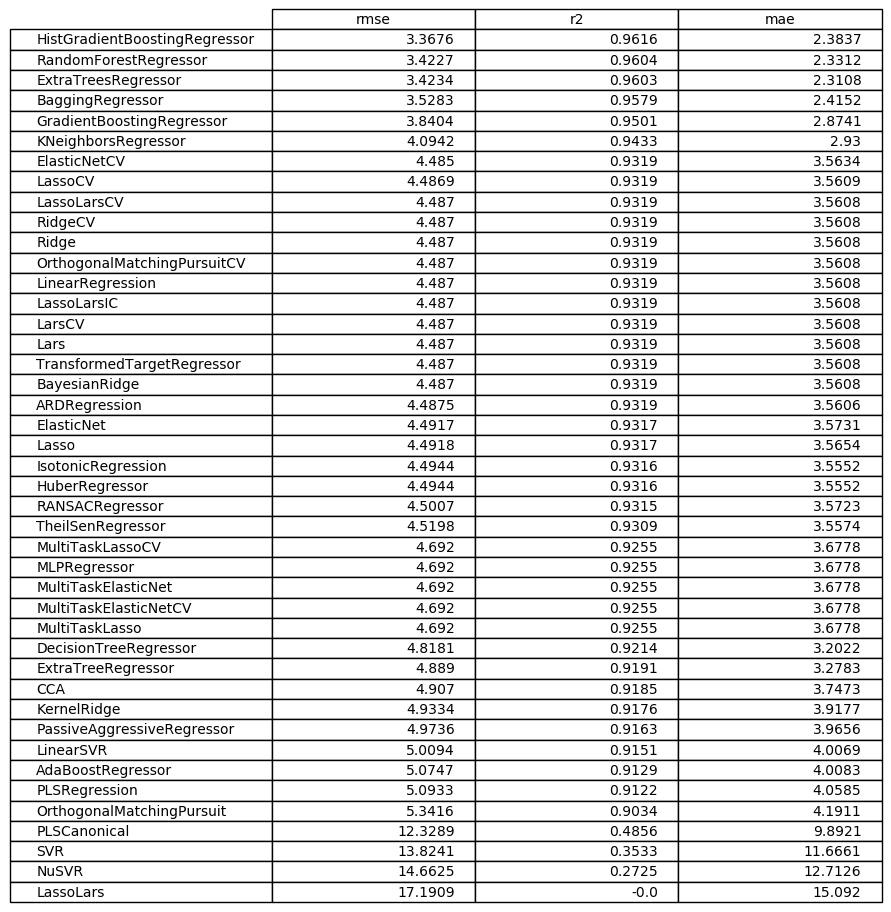 rmse r2 mae
HistGradientBoostingRegressor 3.3676 0.9616 2.3837
RandomForestRegressor 3.4227 0.9604 2.3312
ExtraTreesRegressor 3.4234 0.9603 2.3108
BaggingRegressor 3.5283 0.9579 2.4152
GradientBoostingRegressor 3.8404 0.9501 2.8741
KNeighborsRegressor 4.0942 0.9433 2.93
ElasticNetCV 4.485 0.9319 3.5634
LassoCV 4.4869 0.9319 3.5609
LassoLarsCV 4.487 0.9319 3.5608
RidgeCV 4.487 0.9319 3.5608
Ridge 4.487 0.9319 3.5608
OrthogonalMatchingPursuitCV 4.487 0.9319 3.5608
LinearRegression 4.487 0.9319 3.5608
LassoLarsIC 4.487 0.9319 3.5608
LarsCV 4.487 0.9319 3.5608
Lars 4.487 0.9319 3.5608
TransformedTargetRegressor 4.487 0.9319 3.5608
BayesianRidge 4.487 0.9319 3.5608
ARDRegression 4.4875 0.9319 3.5606
ElasticNet 4.4917 0.9317 3.5731
Lasso 4.4918 0.9317 3.5654
IsotonicRegression 4.4944 0.9316 3.5552
HuberRegressor 4.4944 0.9316 3.5552
RANSACRegressor 4.5007 0.9315 3.5723
TheilSenRegressor 4.5198 0.9309 3.5574
MultiTaskLassoCV 4.692 0.9255 3.6778
MLPRegressor 4.692 0.9255 3.6778
MultiTaskElasticNet 4.692 0.9255 3.6778
MultiTaskElasticNetCV 4.692 0.9255 3.6778
MultiTaskLasso 4.692 0.9255 3.6778
DecisionTreeRegressor 4.8181 0.9214 3.2022
ExtraTreeRegressor 4.889 0.9191 3.2783
CCA 4.907 0.9185 3.7473
KernelRidge 4.9334 0.9176 3.9177
PassiveAggressiveRegressor 4.9736 0.9163 3.9656
LinearSVR 5.0094 0.9151 4.0069
AdaBoostRegressor 5.0747 0.9129 4.0083
PLSRegression 5.0933 0.9122 4.0585
OrthogonalMatchingPursuit 5.3416 0.9034 4.1911
PLSCanonical 12.3289 0.4856 9.8921
SVR 13.8241 0.3533 11.6661
NuSVR 14.6625 0.2725 12.7126
LassoLars 17.1909 -0.0 15.092